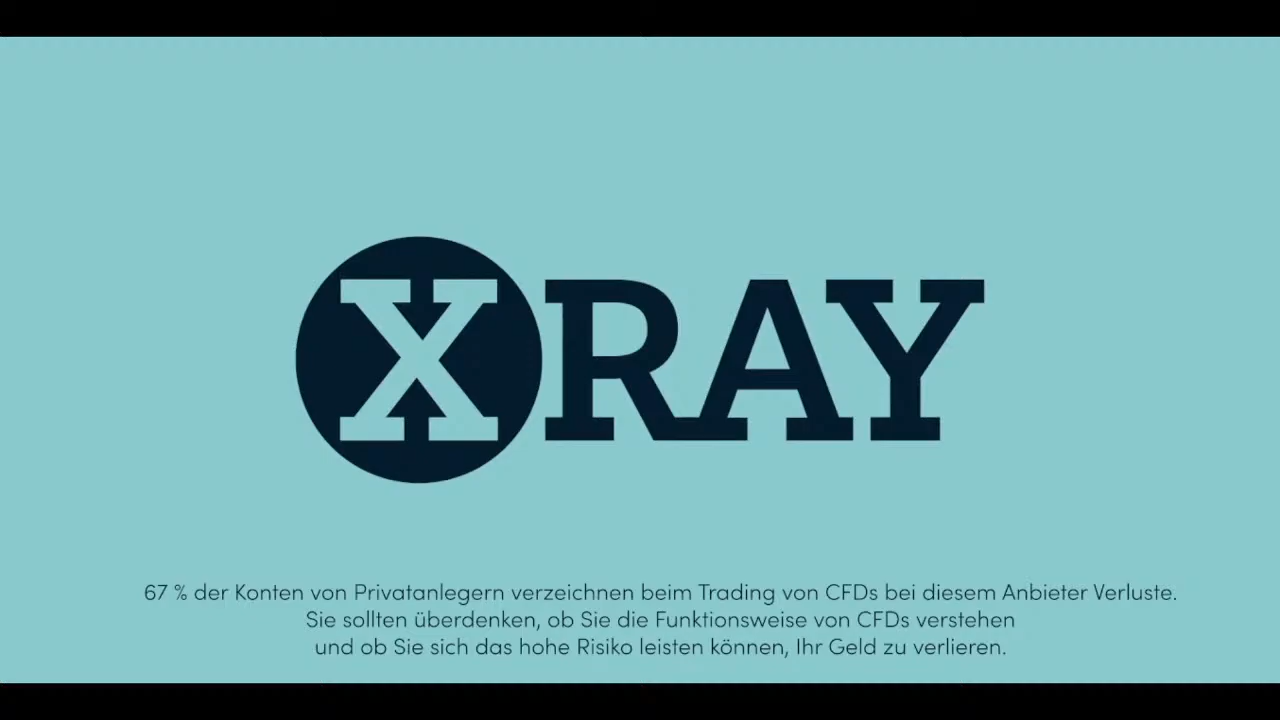 XRAY
67 % der Konten von Privatanlegern verzeichnen beim Trading von CFDs bei diesem Anbieter Verluste.
Sie sollten überdenken, ob Sie die Funktionsweise von CFDs verstehen
und ob Sie sich das hohe Risiko leisten können, Ihr Geld zu verlieren.